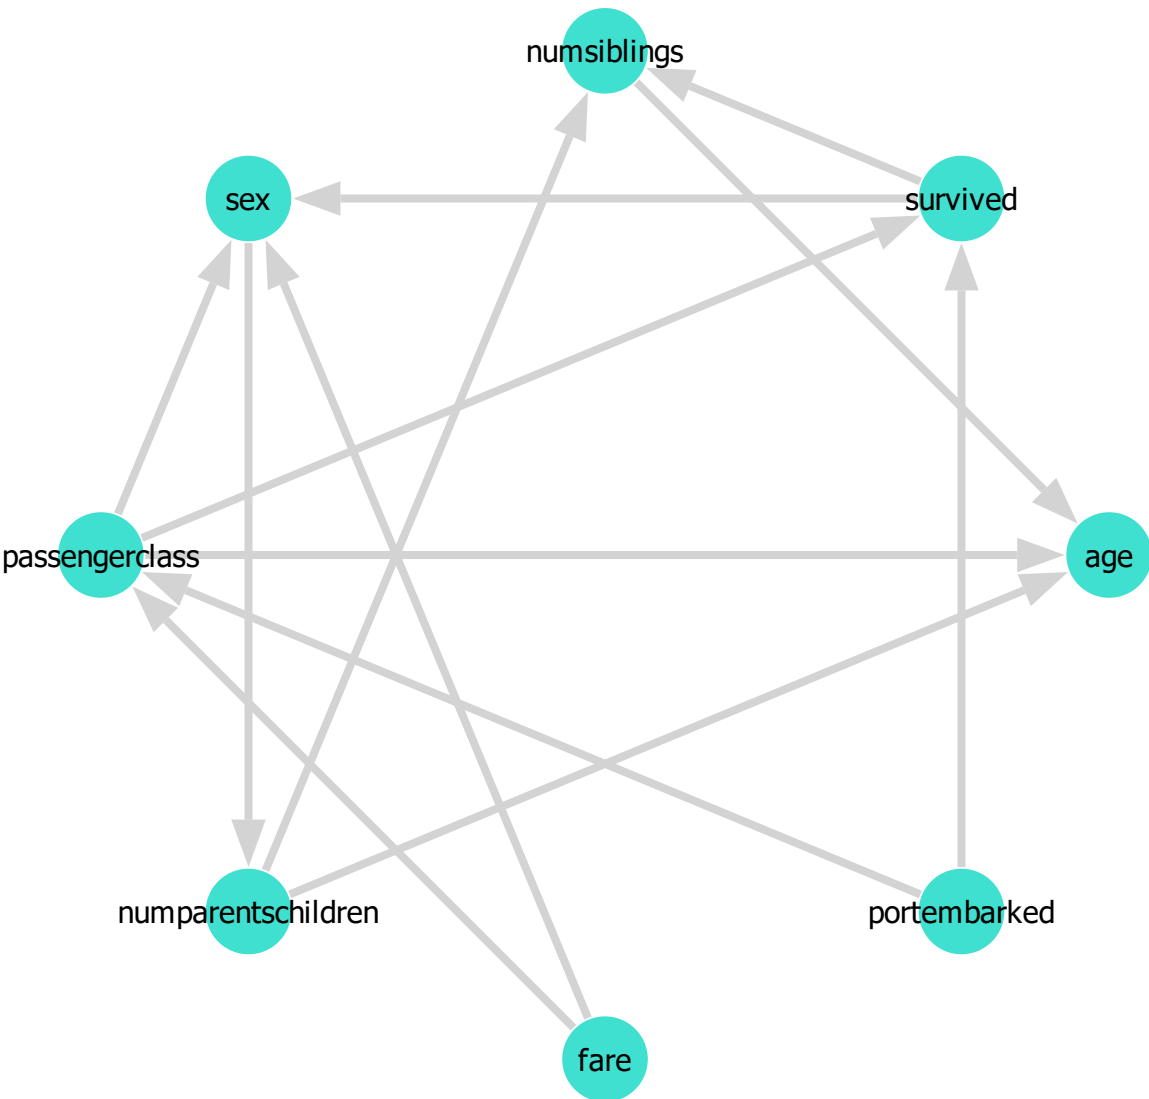 numsiblings
sex
survived
passengerclass
age
numparentschildren
portembarked
fare